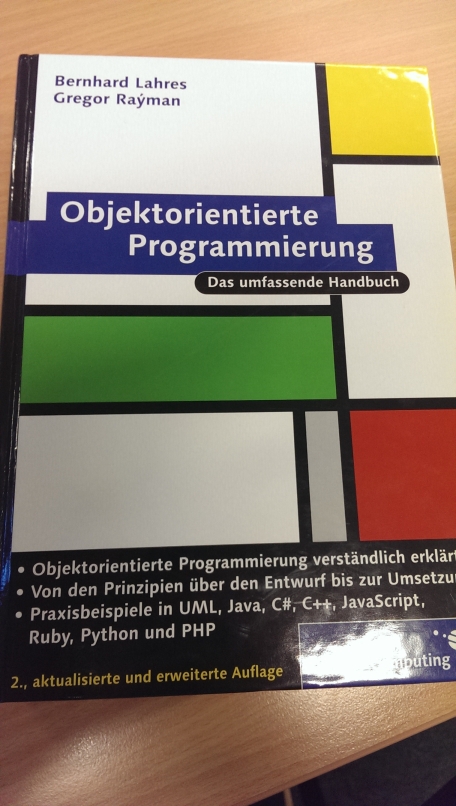 Bernhard Lahres
Gregor Raýman
Objektorientierte
Programmierung
Das umfassende Handbuch
• Objektorientierte Programmierung verständlich erklärt
• Von den Prinzipien über den Entwurf bis zur Umsetzu
• Praxisbeispiele in UML, Java, C#, C++, JavaScript,
Ruby, Python und PHP
2., aktualisierte und erweiterte Auflage